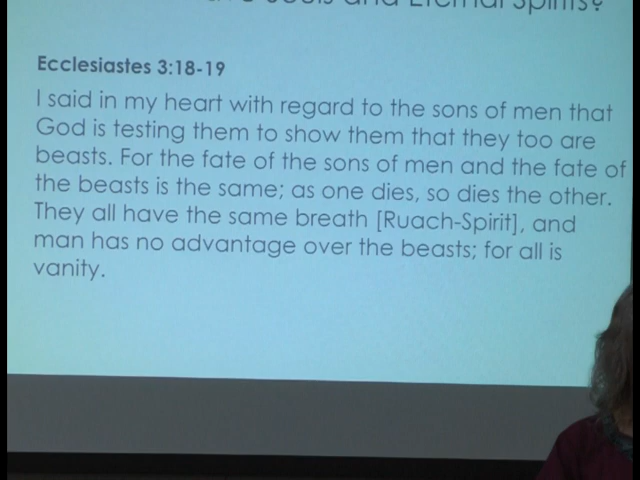 and Eternal Spirits?
Ecclesiastes 3:18-19
I said in my heart with regard to the sons of men that
God is testing them to show them that they too are
beasts. For the fate of the sons of men and the fate of
the beasts is the same; as one dies, so dies the other.
They all have the same breath [Ruach-Spirit], and
man has no advantage over the beasts; for all is
vanity.